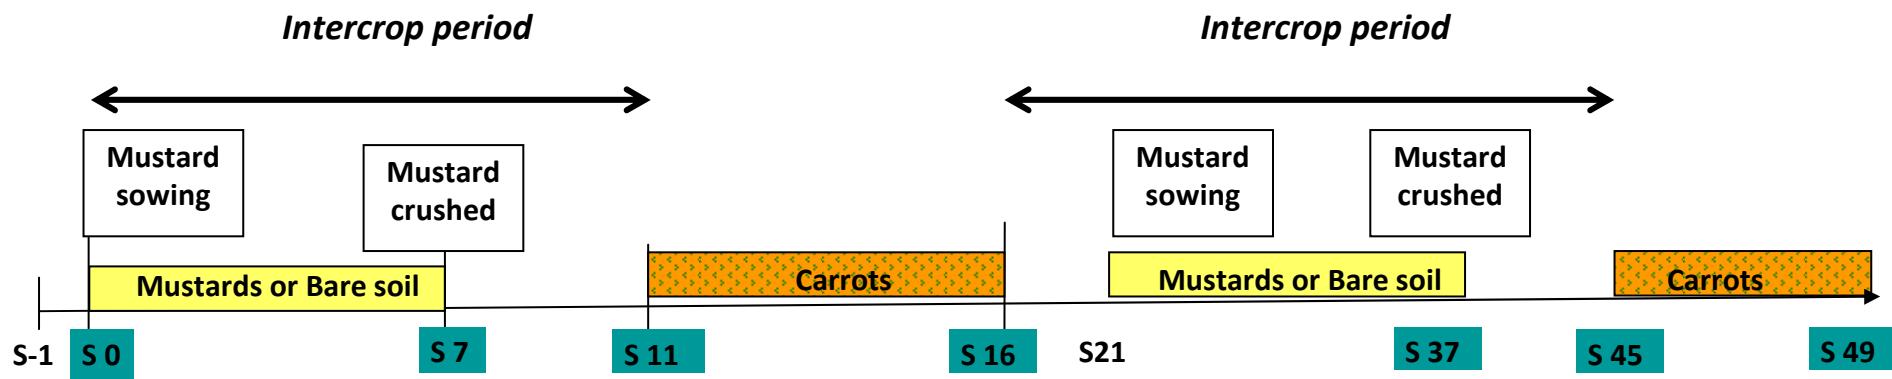 Intercrop period
Intercrop period
Mustard
sowing
Mustard
crushed
Mustard
sowing
Mustard
crushed
Mustards or Bare soil
Carrots
Mustards or Bare soil
Carrots
S-1
S 0
S 7
S 11
S 16
S21
S 37
S 45
S 49